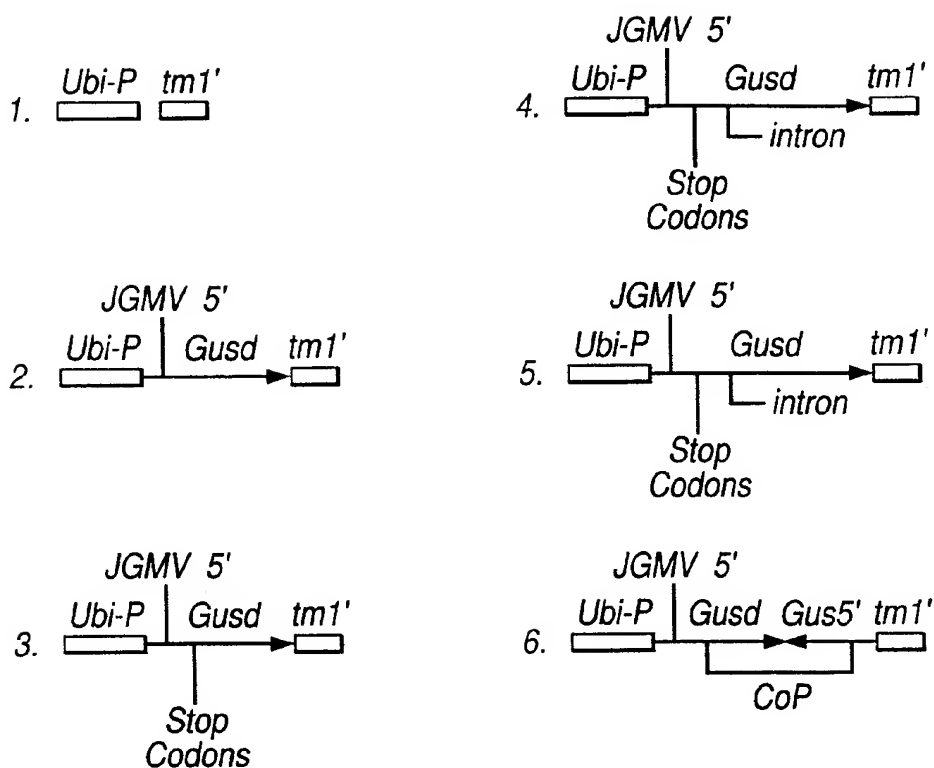 Ubi-P tm1'
1.
JGMV 5'
Ubi-P Gusd tm1'
2.
JGMV 5'
Ubi-P Gusd tm1'
3.
Stop
Codons
JGMV 5'
Ubi-P Gusd tm1'
4.
intron
Stop
Codons
JGMV 5'
Ubi-P Gusd tm1'
5.
intron
Stop
Codons
JGMV 5'
Ubi-P Gusd Gus5' tm1'
6.
CoP